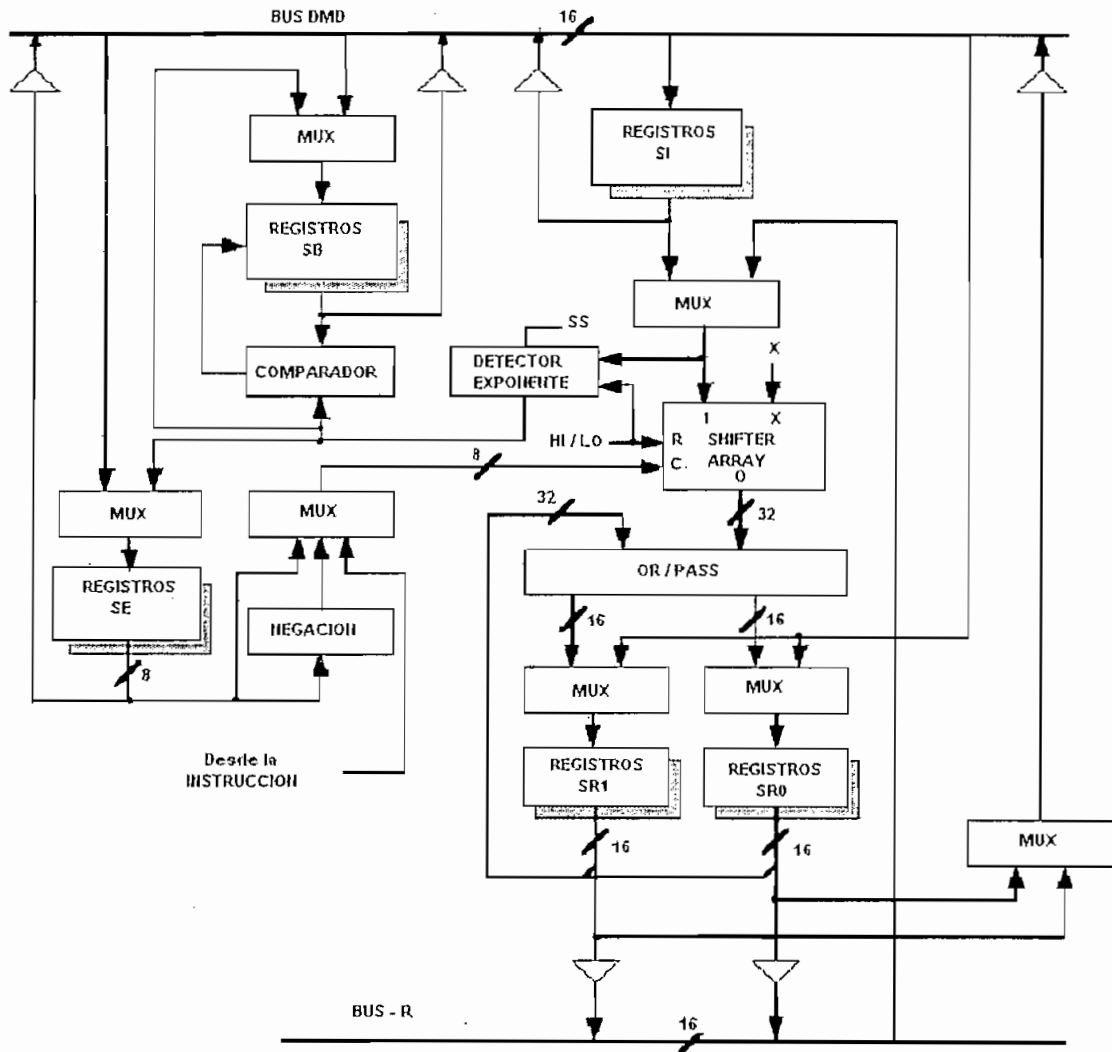 BUS DMD
16
MUX
REGISTROS
SI
REGISTROS
SB
MUX
SS
COMPARADOR
DETECTOR
EXPONENTE
X
1
X
HI / LO
R
SHIFTER
C.
ARRAY
O
8
MUX
MUX
32
32
OR / PASS
REGISTROS
SE
NEGACION
16
16
8
MUX
MUX
Desde la
INSTRUCCION
REGISTROS
SR1
REGISTROS
SR0
16
16
MUX
BUS - R
16